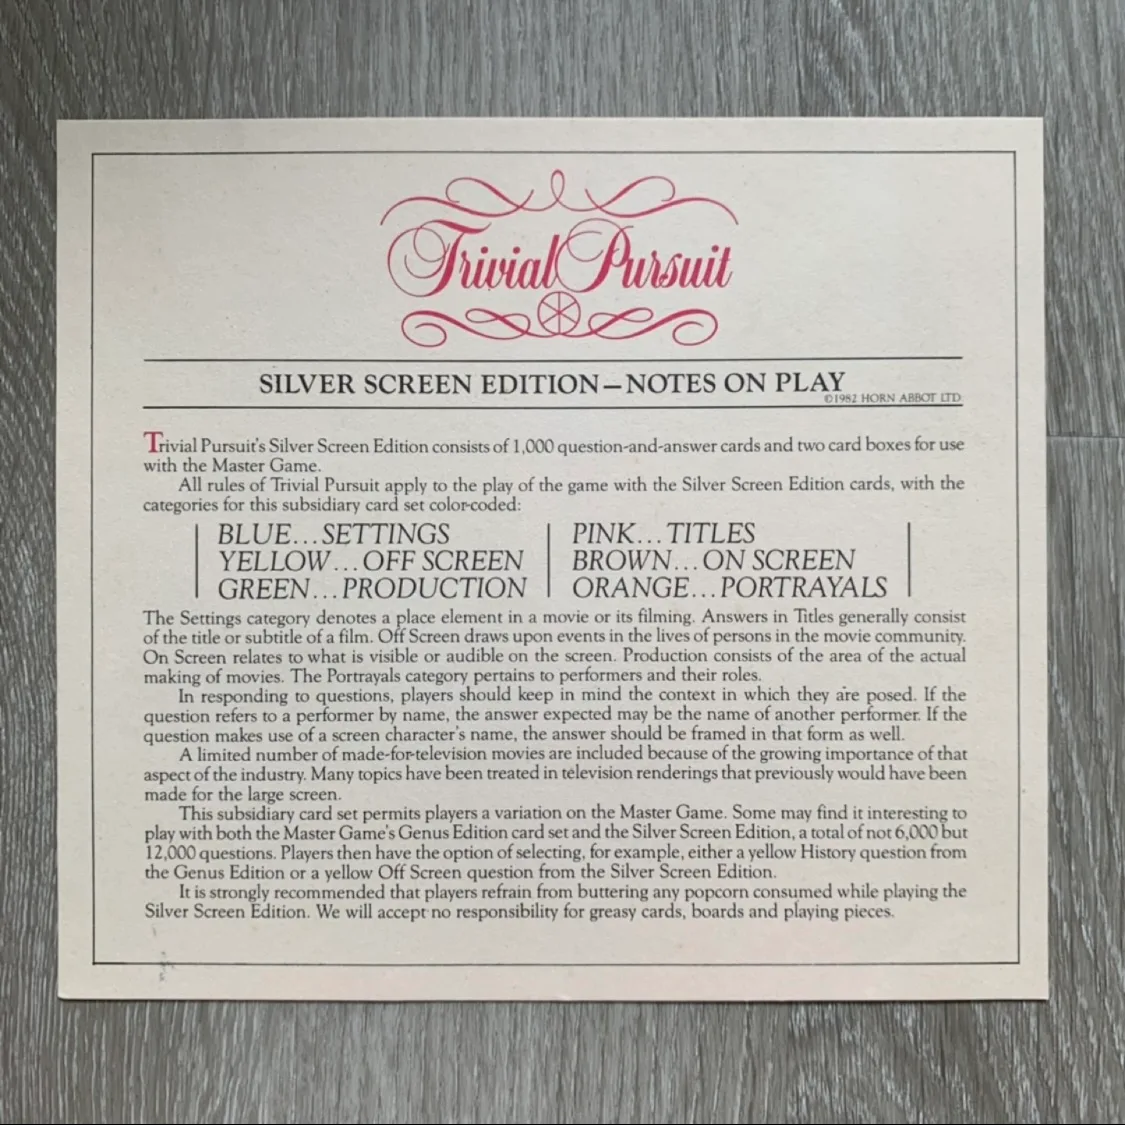 Trivial Pursuit
SILVER SCREEN EDITION—NOTES ON PLAY
©1982 HORN ABBOT LTD
Trivial Pursuit's Silver Screen Edition consists of 1,000 question-and-answer cards and two card boxes for use
with the Master Game.
All rules of Trivial Pursuit apply to the play of the game with the Silver Screen Edition cards, with the
categories for this subsidiary card set color-coded:
BLUE...SETTINGS
YELLOW...OFF SCREEN
GREEN...PRODUCTION
PINK...TITLES
BROWN...ON SCREEN
ORANGE...PORTRAYALS
The Settings category denotes a place element in a movie or its filming. Answers in Titles generally consist
of the title or subtitle of a film. Off Screen draws upon events in the lives of persons in the movie community.
On Screen relates to what is visible or audible on the screen. Production consists of the area of the actual
making of movies. The Portrayals category pertains to performers and their roles.
In responding to questions, players should keep in mind the context in which they are posed. If the
question refers to a performer by name, the answer expected may be the name of another performer. If the
question makes use of a screen character's name, the answer should be framed in that form as well.
A limited number of made-for-television movies are included because of the growing importance of that
aspect of the industry. Many topics have been treated in television renderings that previously would have been
made for the large screen.
This subsidiary card set permits players a variation on the Master Game. Some may find it interesting to
play with both the Master Game's Genus Edition card set and the Silver Screen Edition, a total of not 6,000 but
12,000 questions. Players then have the option of selecting, for example, either a yellow History question from
the Genus Edition or a yellow Off Screen question from the Silver Screen Edition.
It is strongly recommended that players refrain from buttering any popcorn consumed while playing the
Silver Screen Edition. We will accept no responsibility for greasy cards, boards and playing pieces.